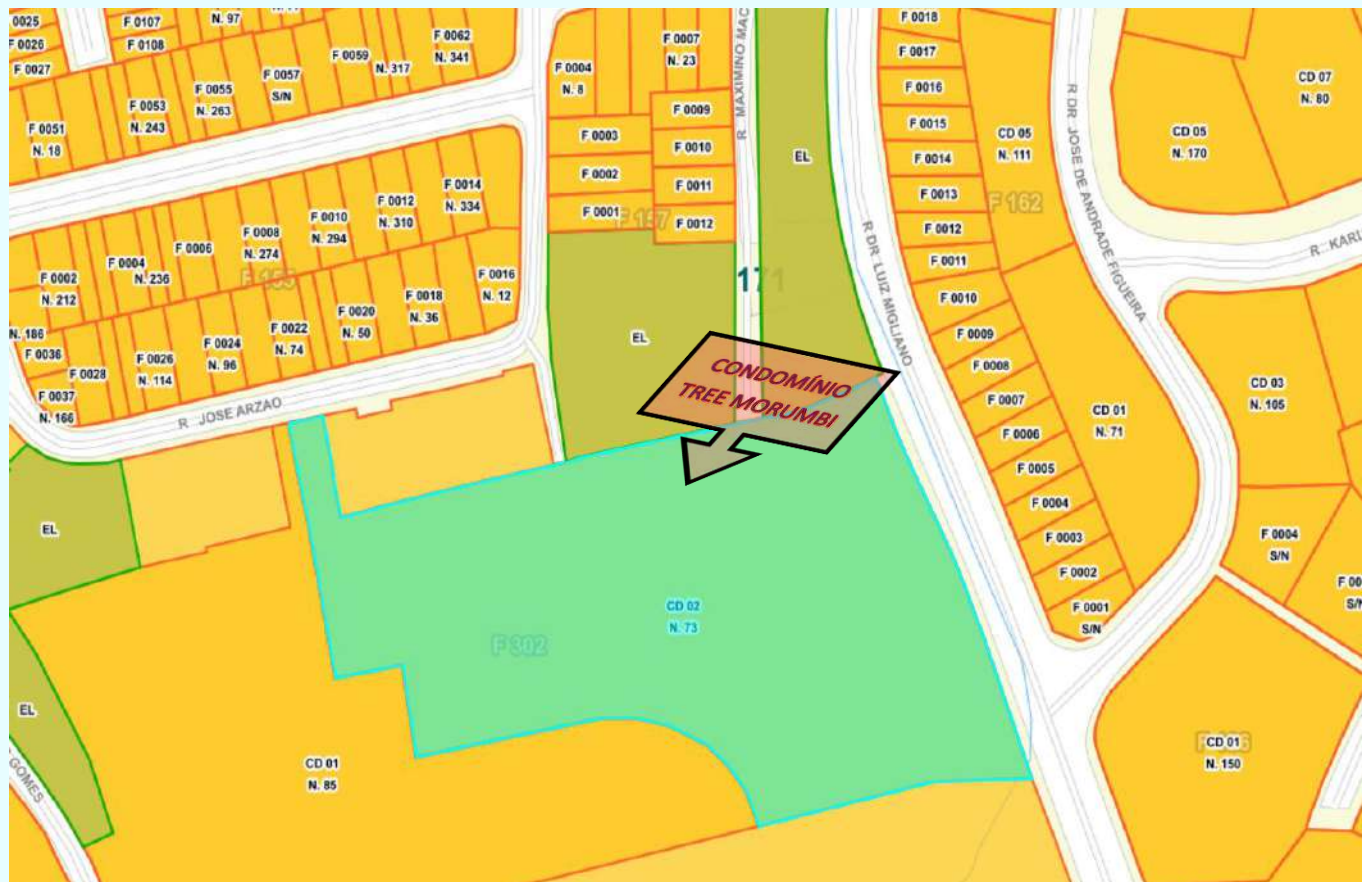 0025
F 0026
F 0027
F 0107
F 0108
N. 97
F 0051
N. 18
F 0053
N. 243
F 0055
N. 263
F 0057
S/N
F 0059
N. 317
F 0062
N. 341
F 0004
N. 8
F 0007
N. 23
F 0003
F 0002
F 0001
F 0009
F 0010
F 0011
F 0012
F 157
R MAXIMINO MAC
EL
171
R DR LUIZ MIGLIANO
F 0018
F 0017
F 0016
F 0015
F 0014
F 0013
F 0012
F 0011
F 0010
F 0009
F 0008
F 0007
F 0006
F 0005
F 0004
F 0003
F 0002
F 0001
S/N
CD 05
N. 111
F 162
CD 01
N. 71
R DR JOSE DE ANDRADE FIGUEIRA
CD 05
N. 170
CD 07
N. 80
R KARL
CD 03
N. 105
F 0004
S/N
F 00
S/N
CD 01
N. 150
F 0002
N. 212
F 0004
N. 236
F 0006
F 0008
N. 274
F 0010
N. 294
F 0012
N. 310
F 0014
N. 334
N. 186
F 0036
F 0037
N. 166
F 0028
F 0026
N. 114
F 0024
N. 96
F 0022
N. 74
F 0020
N. 50
F 0018
N. 36
F 0016
N. 12
R JOSE ARZAO
EL
CONDOMÍNIO
TREE MORUMBI
EL
CD 02
N. 73
F 302
EL
GOMES
CD 01
N. 85